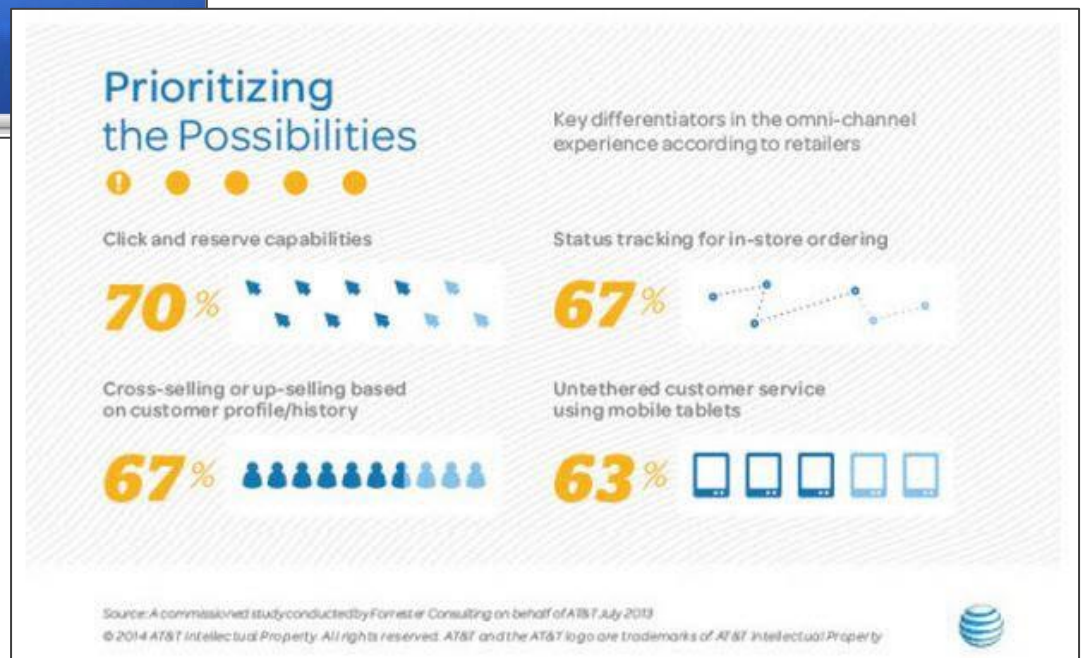 Prioritizing
the Possibilities
!
Key differentiators in the omni-channel
experience according to retailers
Click and reserve capabilities
70%
Status tracking for in-store ordering
67%
Cross-selling or up-selling based
on customer profile/history
67%
Untethered customer service
using mobile tablets
63%
Source: A commissioned study conducted by Forrester Consulting on behalf of AT&T July 2013
© 2014 AT&T Intellectual Property. All rights reserved. AT&T and the AT&T logo are trademarks of AT&T Intellectual Property